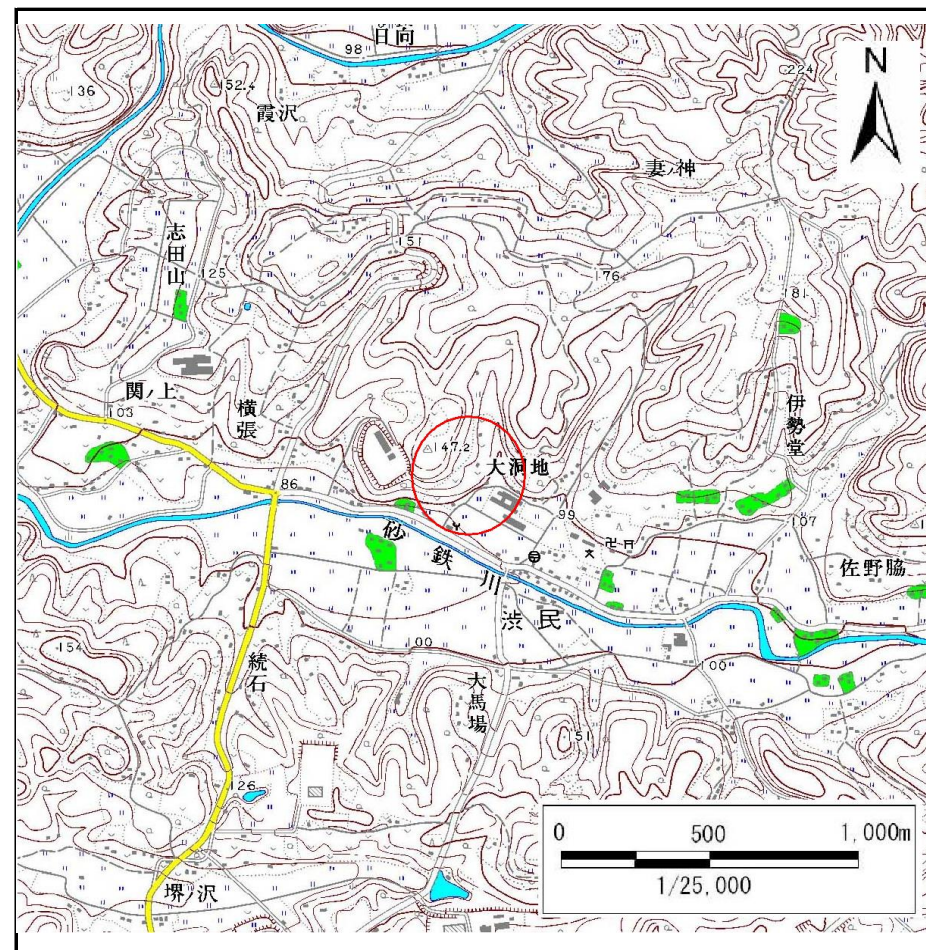 日向
98
N
136
152.4
霞沢
224
妻ノ神
志田山
151
125
176
181
関ノ上
103
横張
147.2
大洞地
伊勢堂
86
99
107
砂鉄川
佐野脇
渋民
154
100
100
続石
大馬場
151
126
0 500 1,000m
1/25,000
堺ノ沢